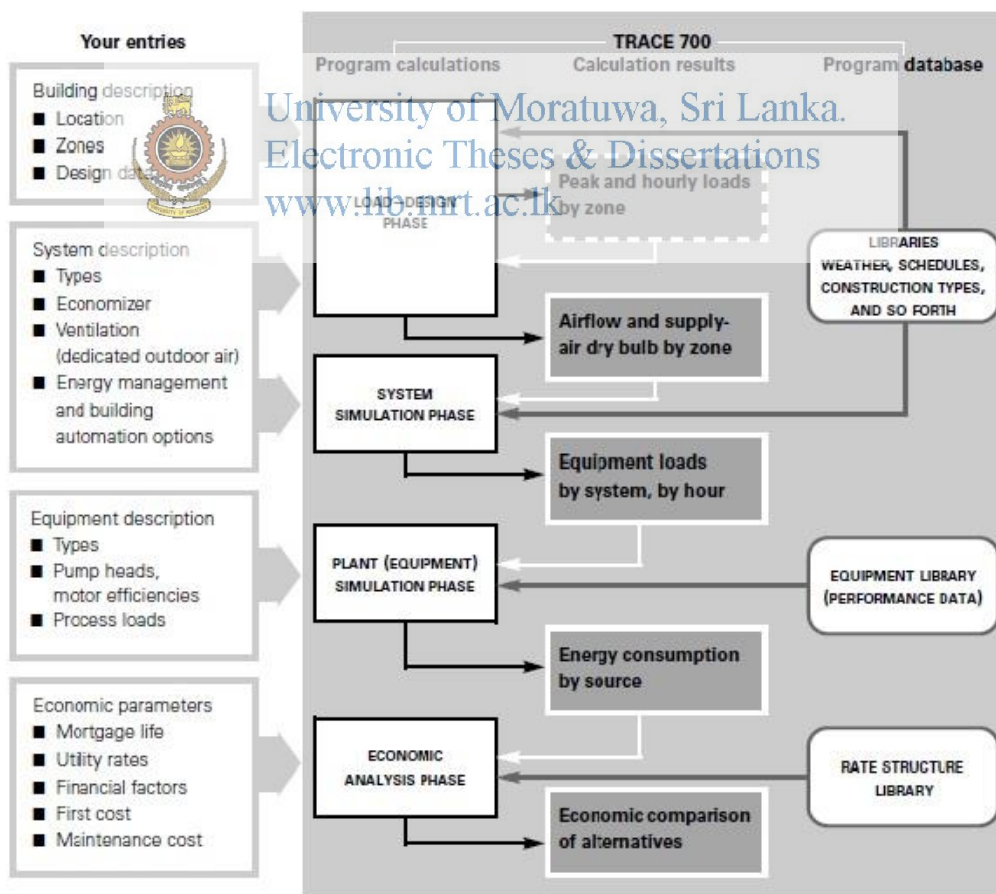 Your entries
TRACE 700
Program calculations
Calculation results
Program database
Building description
■ Location
■ Zones
■ Design data
University of Moratuwa, Sri Lanka.
Electronic Theses & Dissertations
www.lib.mrt.ac.lk
UNIVERSITY OF MORATUWA
LOAD-DESIGN
PHASE
Peak and hourly loads
by zone
LIBRARIES
WEATHER, SCHEDULES,
CONSTRUCTION TYPES,
AND SO FORTH
System description
■ Types
■ Economizer
■ Ventilation
(dedicated outdoor air)
■ Energy management
and building
automation options
Airflow and supply-
air dry bulb by zone
SYSTEM
SIMULATION PHASE
Equipment loads
by system, by hour
Equipment description
■ Types
■ Pump heads,
motor efficiencies
■ Process loads
PLANT (EQUIPMENT)
SIMULATION PHASE
EQUIPMENT LIBRARY
(PERFORMANCE DATA)
Energy consumption
by source
Economic parameters
■ Mortgage life
■ Utility rates
■ Financial factors
■ First cost
■ Maintenance cost
ECONOMIC
ANALYSIS PHASE
RATE STRUCTURE
LIBRARY
Economic comparison
of alternatives